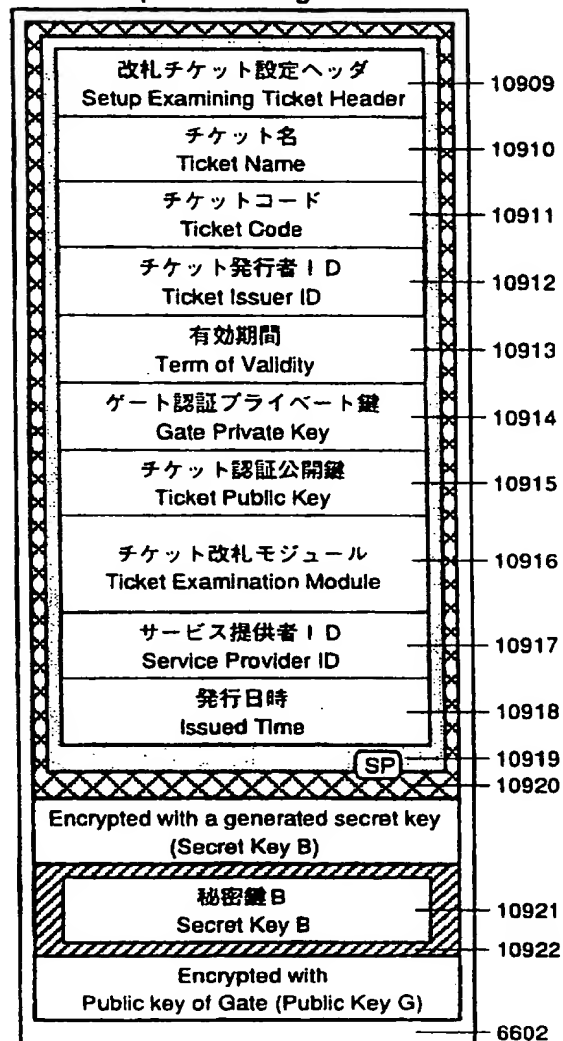 改札チケット設定ヘッダ
Setup Examining Ticket Header
10909
チケット名
Ticket Name
10910
チケットコード
Ticket Code
10911
チケット発行者ID
Ticket Issuer ID
10912
有効期間
Term of Validity
10913
ゲート認証プライベート鍵
Gate Private Key
10914
チケット認証公開鍵
Ticket Public Key
10915
チケット改札モジュール
Ticket Examination Module
10916
サービス提供者ID
Service Provider ID
10917
発行日時
Issued Time
10918
SP
10919
10920
Encrypted with a generated secret key
(Secret Key B)
秘密鍵B
Secret Key B
10921
10922
Encrypted with
Public key of Gate (Public Key G)
6602